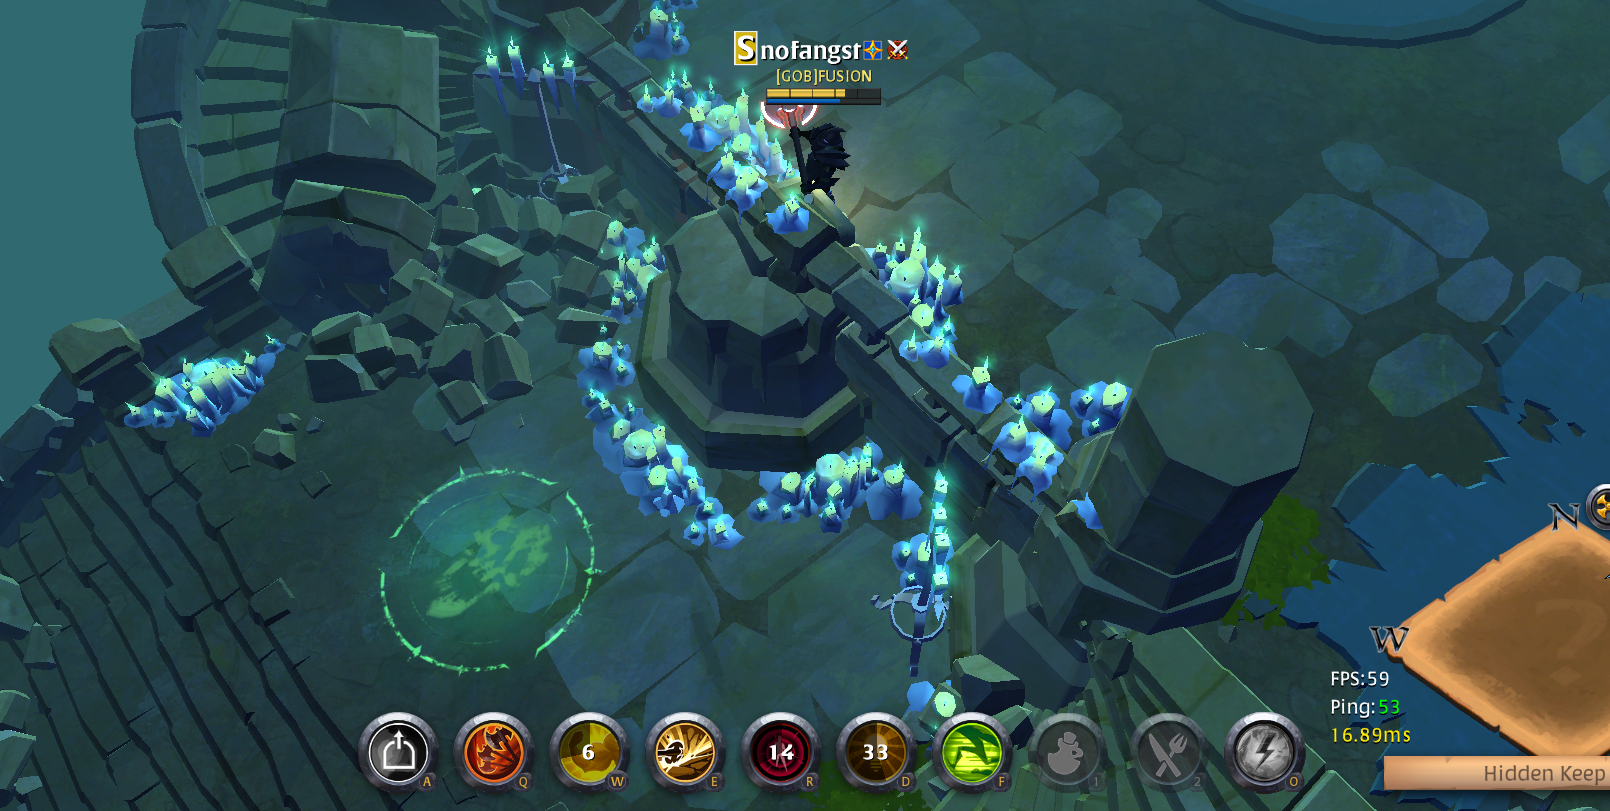 Snofangst
[GOB]FUSION
N
W
FPS:59
Ping:53
16.89ms
6
14
33
A
Q
W
E
R
D
F
1
2
O
Hidden Keep